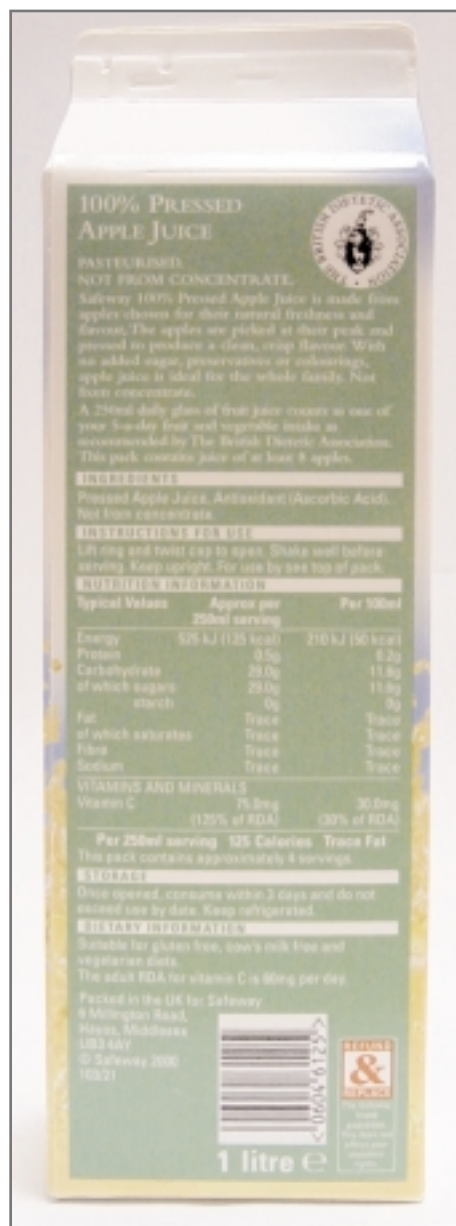 100% PRESSED
APPLE JUICE
THE BRITISH DIETETIC ASSOCIATION
PASTEURISED.
NOT FROM CONCENTRATE.
Safeway 100% Pressed Apple Juice is made from
apples chosen for their natural freshness and
flavour. The apples are picked at their peak and
pressed to produce a clean, crisp flavour. With
no added sugar, preservatives or colourings,
apple juice is ideal for the whole family. Not
from concentrate.
A 250ml daily glass of fruit juice counts as one of
your 5-a-day fruit and vegetable intake as
recommended by The British Dietetic Association.
This pack contains juice of at least 8 apples.
INGREDIENTS
Pressed Apple Juice, Antioxidant (Ascorbic Acid).
Not from concentrate.
INSTRUCTIONS FOR USE
Lift ring and twist cap to open. Shake well before
serving. Keep upright. For use by see top of pack.
NUTRITION INFORMATION
Typical Values Approx per 250ml serving Per 100ml
Energy 525 kJ (125 kcal) 210 kJ (50 kcal)
Protein 0.5g 0.2g
Carbohydrate 29.0g 11.6g
of which sugars 29.0g 11.6g
starch 0g 0g
Fat Trace Trace
of which saturates Trace Trace
Fibre Trace Trace
Sodium Trace Trace
VITAMINS AND MINERALS
Vitamin C 75.0mg 30.0mg
(125% of RDA) (30% of RDA)
Per 250ml serving 125 Calories Trace Fat
This pack contains approximately 4 servings.
STORAGE
Once opened, consume within 3 days and do not
exceed use by date. Keep refrigerated.
DIETARY INFORMATION
Suitable for gluten free, cow's milk free and
vegetarian diets.
The adult RDA for vitamin C is 60mg per day.
Packed in the UK for Safeway
6 Millington Road,
Hayes, Middlesex
UB3 4AY
© Safeway 2000
103/21
<0604"6125>
REFUND
&
REPLACE
1 litre e